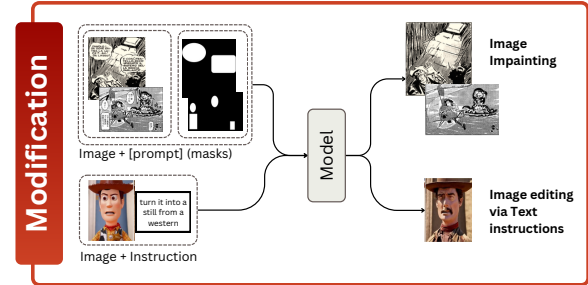 Modification
Image + [prompt] (masks)
turn it into a
still from a
western
Image + Instruction
Model
Image
Impainting
Image editing
via Text
instructions